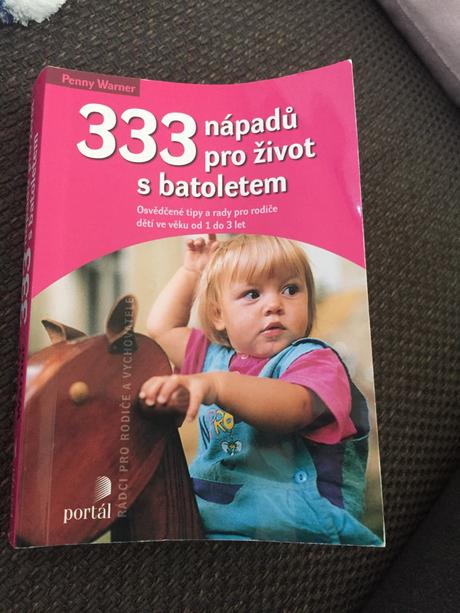 Penny Warner
333 nápadů
pro život
s batoletem
Osvědčené tipy a rady pro rodiče
dětí ve věku od 1 do 3 let
RÁDCI PRO RODIČE A VYCHOVATELE
portál
333
s batoletem